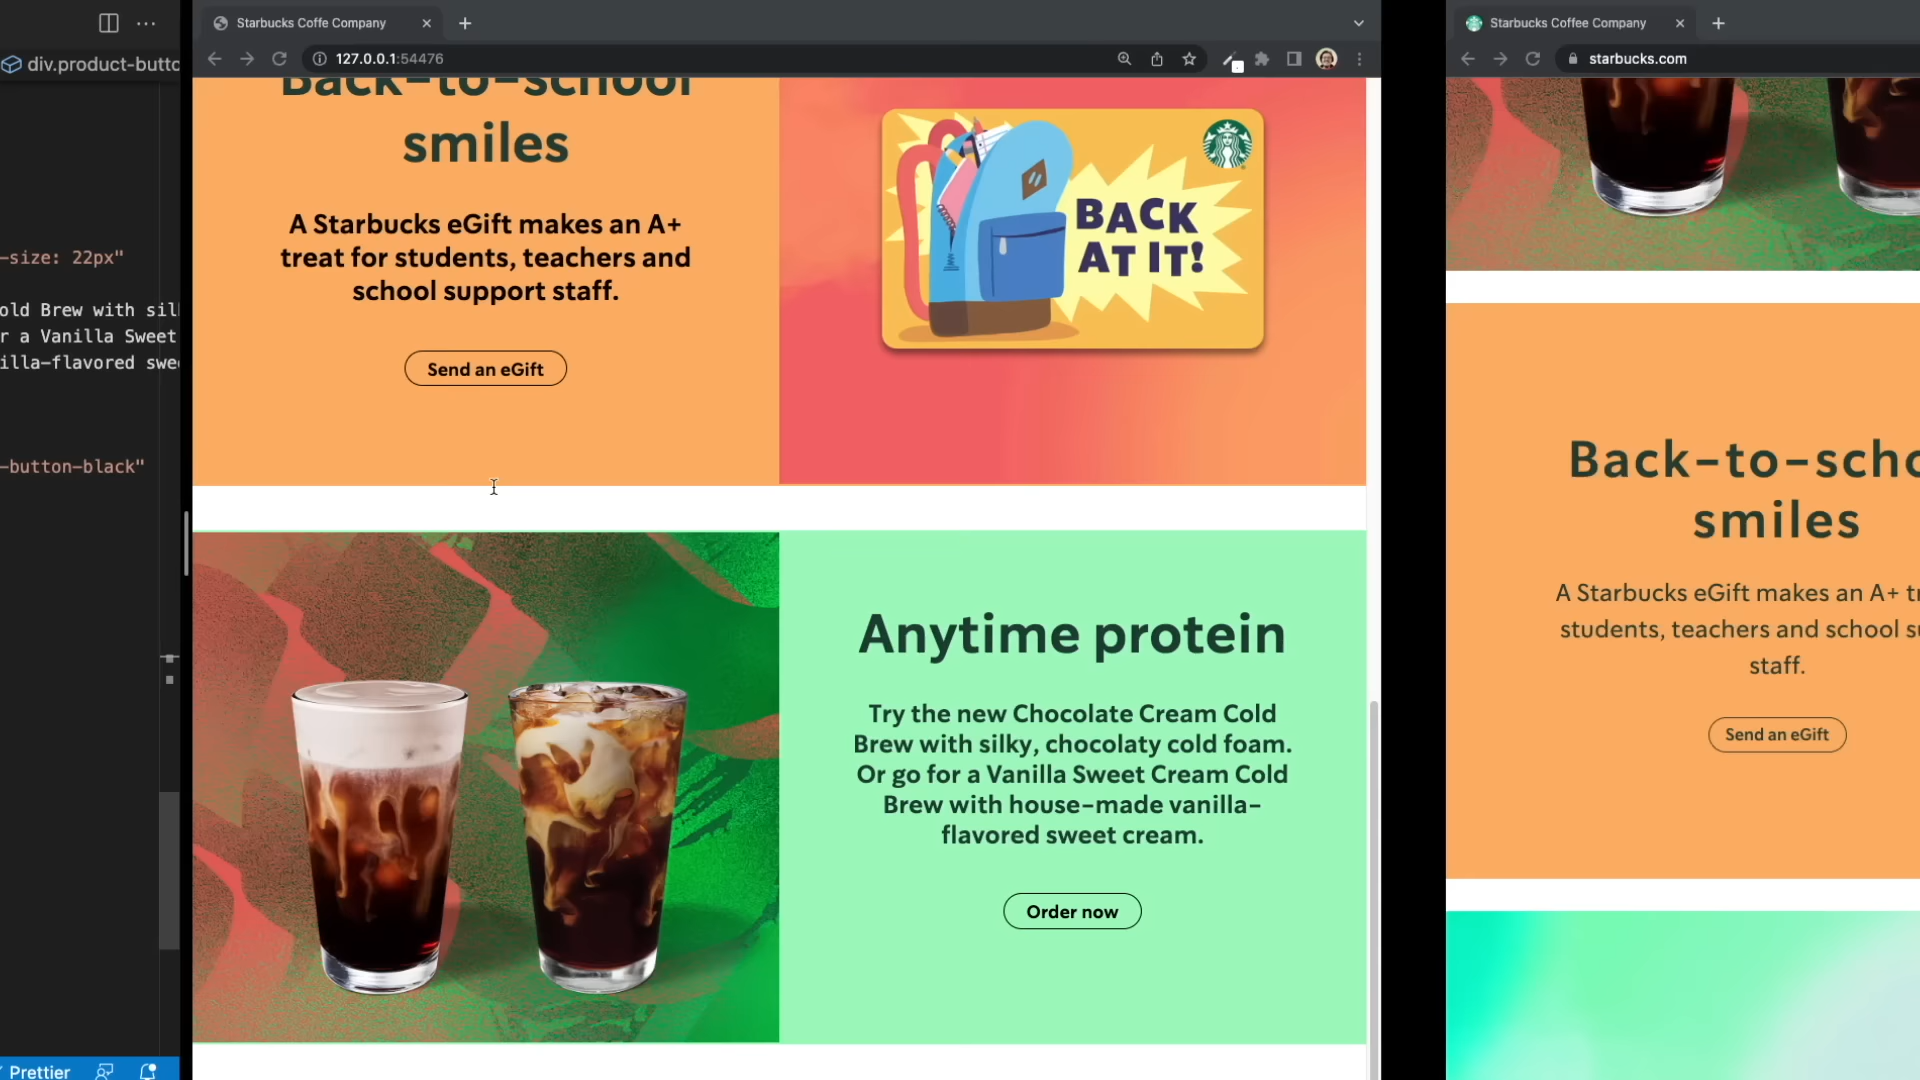 div.product-butto
-size: 22px"
old Brew with sil
r a Vanilla Sweet
illa-flavored swe
-button-black"
Prettier
Starbucks Coffe Company
127.0.0.1:54476
Back-to-school
smiles
A Starbucks eGift makes an A+
treat for students, teachers and
school support staff.
Send an eGift
BACK
AT IT!
Anytime protein
Try the new Chocolate Cream Cold
Brew with silky, chocolaty cold foam.
Or go for a Vanilla Sweet Cream Cold
Brew with house-made vanilla-
flavored sweet cream.
Order now
Starbucks Coffee Company
starbucks.com
Back-to-scho
smiles
A Starbucks eGift makes an A+ tr
students, teachers and school su
staff.
Send an eGift